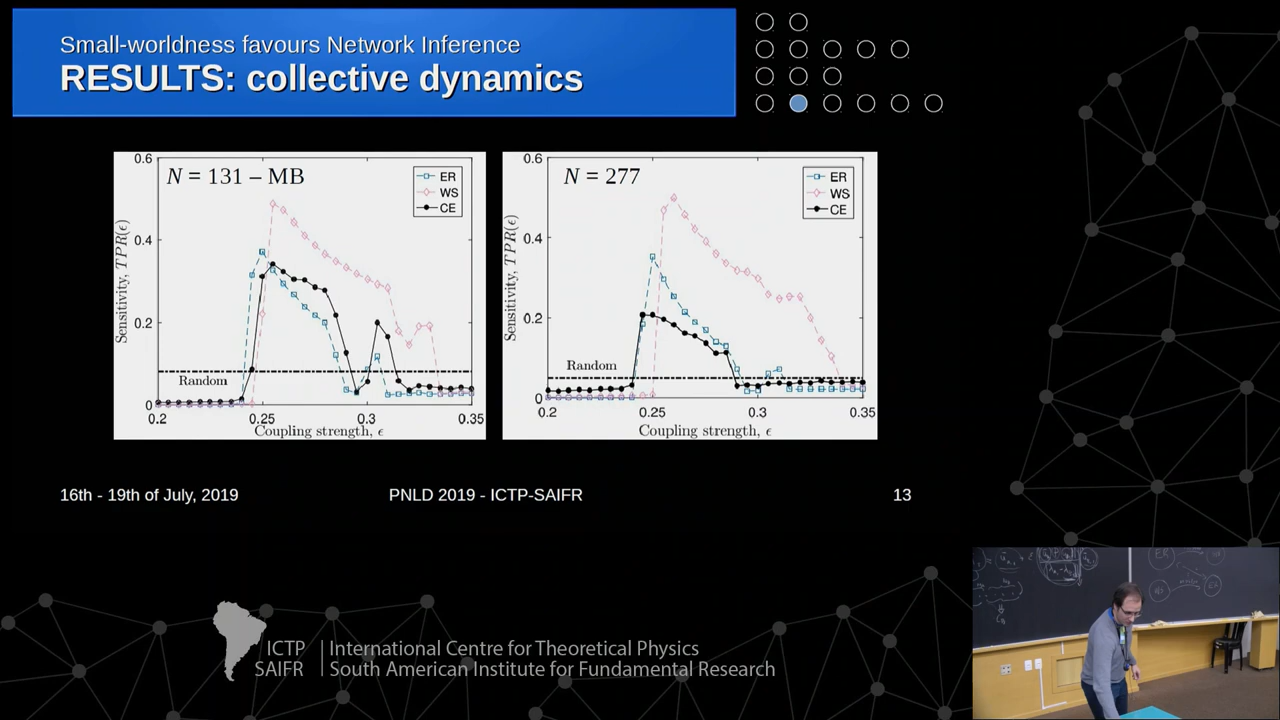 Small-worldness favours Network Inference
RESULTS: collective dynamics
N = 131 – MB
ER
WS
CE
Sensitivity, TPR(ϵ)
0.6
0.4
0.2
0
Random
0.2
0.25
0.3
0.35
Coupling strength, ϵ
N = 277
ER
WS
CE
Sensitivity, TPR(ϵ)
0.6
0.4
0.2
0
Random
0.2
0.25
0.3
0.35
Coupling strength, ϵ
16th - 19th of July, 2019
PNLD 2019 - ICTP-SAIFR
13
ICTP
SAIFR
International Centre for Theoretical Physics
South American Institute for Fundamental Research
ER